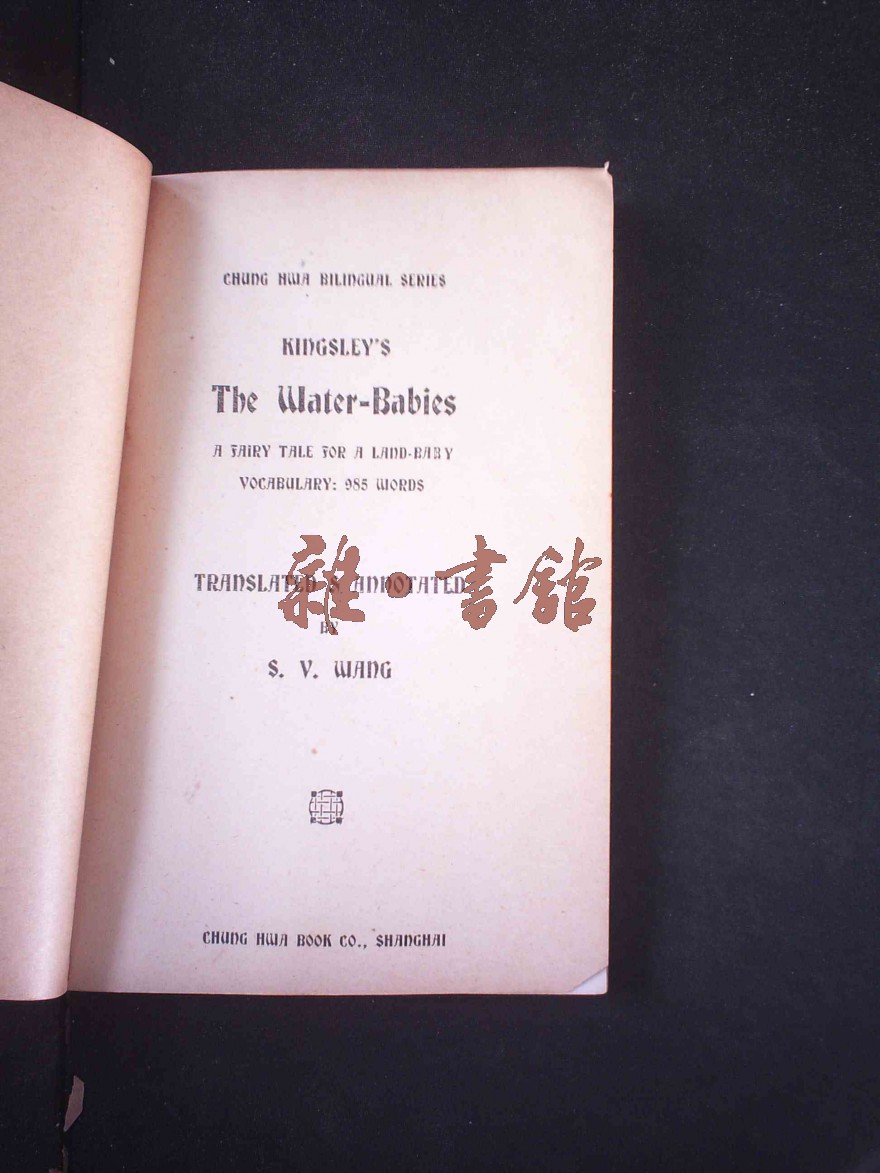 CHUNG HWA BILINGUAL SERIES
KINGSLEY'S
The Water-Babies
A FAIRY TALE FOR A LAND-BABY
VOCABULARY: 985 WORDS
TRANSLATED & ANNOTATED
BY
S. V. WANG
CHUNG HWA BOOK CO., SHANGHAI
雜·書館